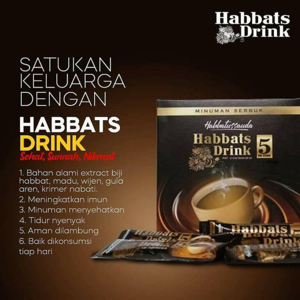 Habbats
Drink
SATUKAN
KELUARGA
DENGAN
HABBATS
DRINK
Sehat, Sunnah, Nikmat
1. Bahan alami extract biji
habbat, madu, wijen, gula
aren, krimer nabati.
2. Meningkatkan imun
3. Minuman menyehatkan
4. Tidur nyenyak
5. Aman dilambung
6. Baik dikonsumsi
tiap hari
MINUMAN SERBUK
Habbatussauda
Habbats
Drink 5